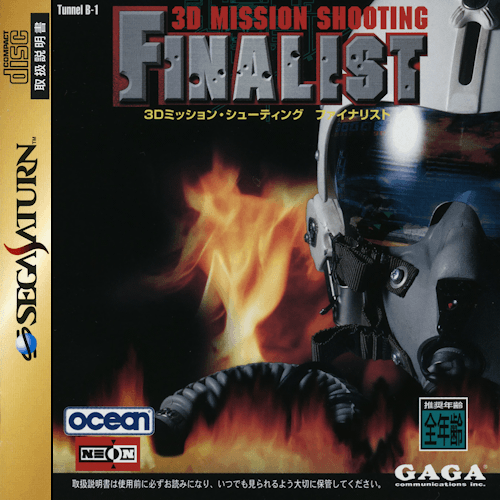 COMPACT
disc
取扱説明書
SEGA SATURN™
Tunnel B-1
3D MISSION SHOOTING
FINALIST
3Dミッション・シューティング ファイナリスト
ocean
NEON
推奨年齢
全年齢
GAGA
communications inc.
取扱説明書は使用前に必ずお読みになり、いつでも見られるよう大切に保管してください。